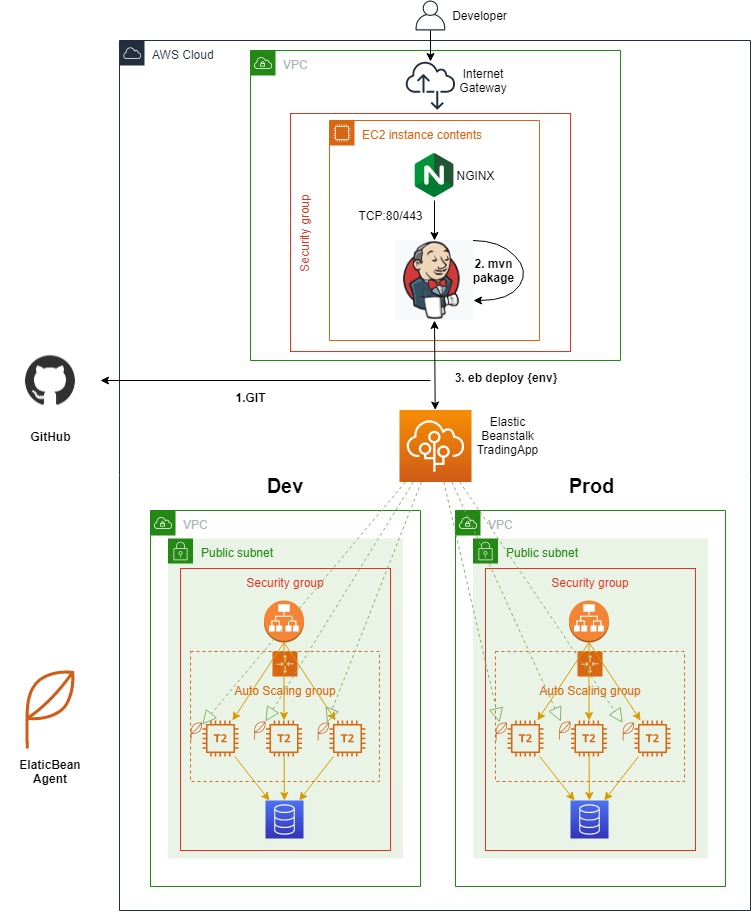 Developer
AWS Cloud
VPC
Internet
Gateway
EC2 instance contents
N
NGINX
Security group
TCP:80/443
2. mvn
pakage
3. eb deploy {env}
1.GIT
GitHub
Elastic
Beanstalk
TradingApp
Dev
Prod
VPC
Public subnet
Security group
Auto Scaling group
T2
T2
T2
VPC
Public subnet
Security group
Auto Scaling group
T2
T2
T2
ElaticBean
Agent